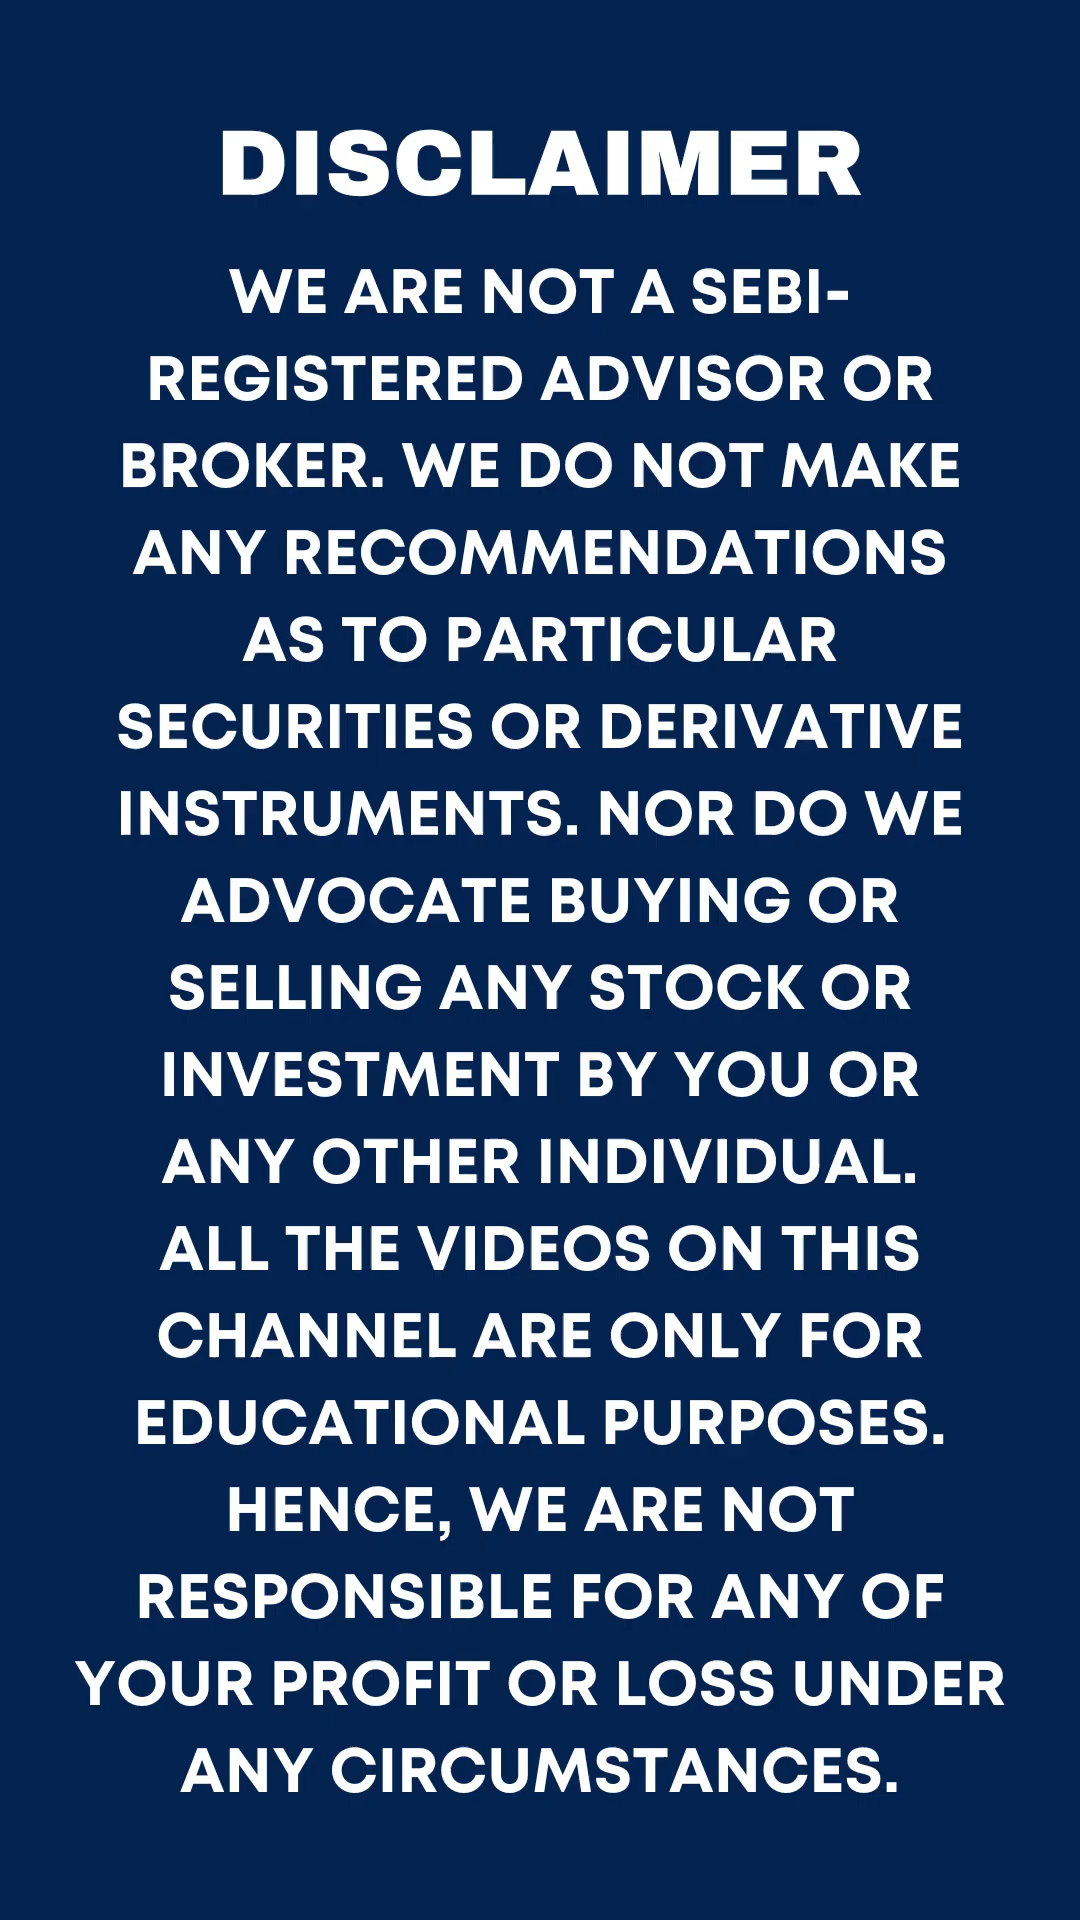 DISCLAIMER
WE ARE NOT A SEBI-
REGISTERED ADVISOR OR
BROKER. WE DO NOT MAKE
ANY RECOMMENDATIONS
AS TO PARTICULAR
SECURITIES OR DERIVATIVE
INSTRUMENTS. NOR DO WE
ADVOCATE BUYING OR
SELLING ANY STOCK OR
INVESTMENT BY YOU OR
ANY OTHER INDIVIDUAL.
ALL THE VIDEOS ON THIS
CHANNEL ARE ONLY FOR
EDUCATIONAL PURPOSES.
HENCE, WE ARE NOT
RESPONSIBLE FOR ANY OF
YOUR PROFIT OR LOSS UNDER
ANY CIRCUMSTANCES.